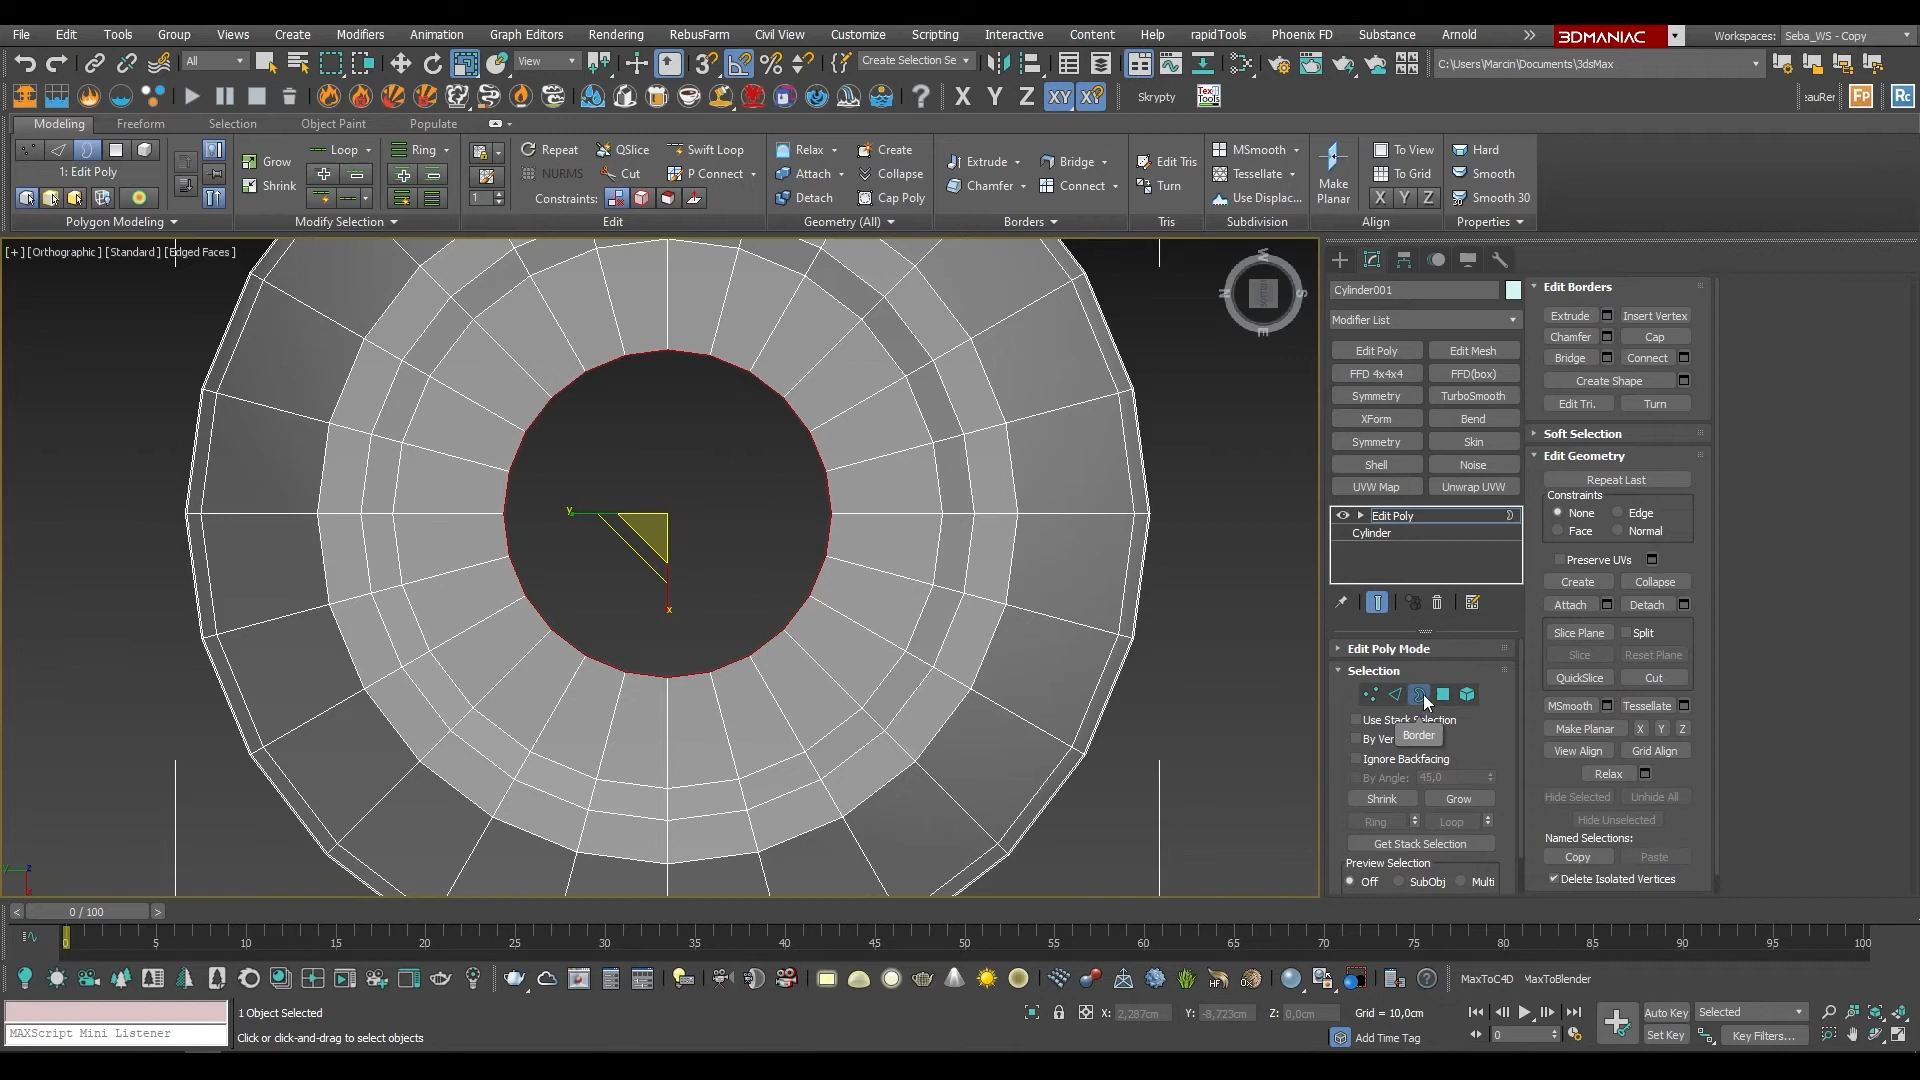 File Edit Tools Group Views Create Modifiers Animation Graph Editors Rendering RebusFarm Civil View Customize Scripting Interactive Content Help rapidTools Phoenix FD Substance Arnold 3DMANIAC Workspaces: Seba_WS - Copy
All View Create Selection Se C:\Users\Marcin\Documents\3dsMax
X Y Z XY XY Skrypty TexTools :auRer Fp Rc
Modeling Freeform Selection Object Paint Populate
Loop Ring Repeat QSlice Swift Loop Relax Create MSmooth To View Hard
Grow Extrude Bridge Edit Tris
1: Edit Poly NURMS Cut P Connect Attach Collapse Tessellate Make Planar To Grid Smooth
Shrink Chamfer Connect Turn
1 Constraints: Detach Cap Poly Use Displac... X Y Z Smooth 30
Polygon Modeling Modify Selection Edit Geometry (All) Borders Tris Subdivision Align Properties
[+] [Orthographic ] [Standard ] [Edged Faces ]
W
N S
E
y
x
Cylinder001
Modifier List
Edit Poly Edit Mesh
FFD 4x4x4 FFD(box)
Symmetry TurboSmooth
XForm Bend
Symmetry Skin
Shell Noise
UVW Map Unwrap UVW
Edit Poly
Cylinder
Edit Poly Mode
Selection
Use Stack Selection
By Ver
Border
Ignore Backfacing
By Angle: 45,0
Shrink Grow
Ring Loop
Get Stack Selection
Preview Selection
Off SubObj Multi
Edit Borders
Extrude Insert Vertex
Chamfer Cap
Bridge Connect
Create Shape
Edit Tri. Turn
Soft Selection
Edit Geometry
Repeat Last
Constraints
None Edge
Face Normal
Preserve UVs
Create Collapse
Attach Detach
Slice Plane Split
Slice Reset Plane
QuickSlice Cut
MSmooth Tessellate
Make Planar X Y Z
View Align Grid Align
Relax
Hide Selected Unhide All
Hide Unselected
Named Selections:
Copy Paste
Delete Isolated Vertices
< 0 / 100 >
0 5 10 15 20 25 30 35 40 45 50 55 60 65 70 75 80 85 90 95 100
MaxToC4D MaxToBlender
1 Object Selected X: 2,287cm Y: -8,723cm Z: 0,0cm Grid = 10,0cm Auto Key Selected
MAXScript Mini Listener Click or click-and-drag to select objects Add Time Tag 0 Set Key Key Filters...